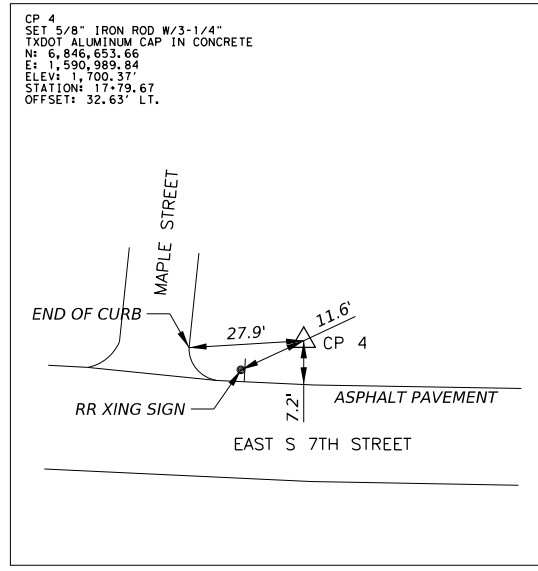 CP 4
SET 5/8" IRON ROD W/3-1/4"
TXDOT ALUMINUM CAP IN CONCRETE
N: 6,846,653.66
E: 1,590,989.84
ELEV: 1,700.37'
STATION: 17+79.67
OFFSET: 32.63' LT.
MAPLE STREET
END OF CURB
27.9'
11.6'
CP 4
7.2'
RR XING SIGN
ASPHALT PAVEMENT
EAST S 7TH STREET